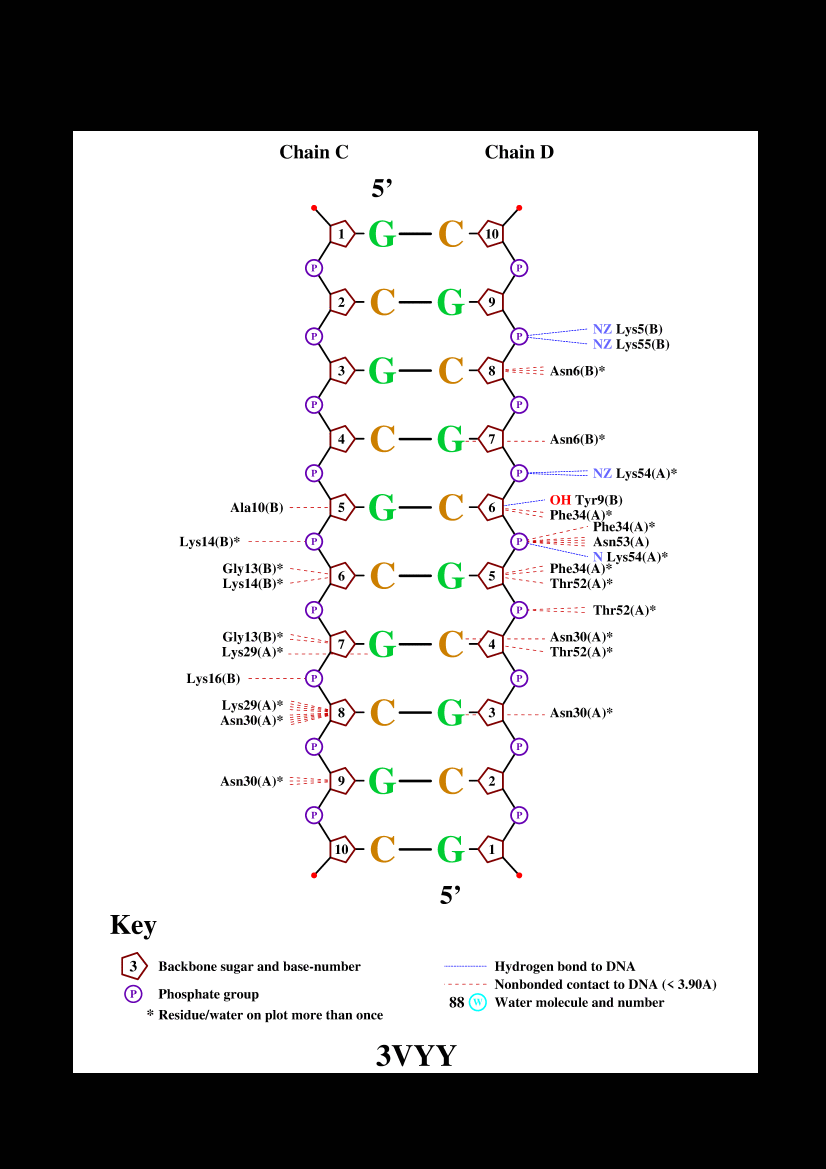 Chain C Chain D
5’
1 G C 10
P P
2 C G 9
P P NZ Lys5(B)
NZ Lys55(B)
3 G C 8 Asn6(B)*
P P
4 C G 7 Asn6(B)*
P P NZ Lys54(A)*
OH Tyr9(B)
Ala10(B) 5 G C 6
Phe34(A)*
Phe34(A)*
Lys14(B)* P P Asn53(A)
N Lys54(A)*
Gly13(B)* Phe34(A)*
6 C G 5
Lys14(B)* Thr52(A)*
P P Thr52(A)*
Gly13(B)* Asn30(A)*
7 G C 4
Lys29(A)* Thr52(A)*
Lys16(B) P P
Lys29(A)*
8 C G 3 Asn30(A)*
Asn30(A)*
P P
Asn30(A)* 9 G C 2
P P
10 C G 1
5’
Key
3 Backbone sugar and base-number
P Phosphate group
* Residue/water on plot more than once
Hydrogen bond to DNA
Nonbonded contact to DNA (< 3.90A)
88 W Water molecule and number
3VYY